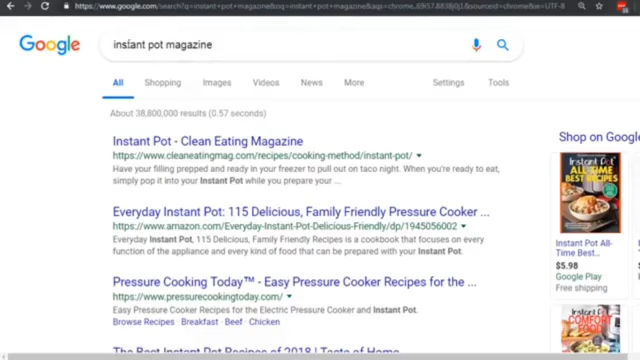 https://www.google.com/search?q=instant+pot+magazine&oq=instant+pot+magazine&aqs=chrome
Google
instant pot magazine
All Shopping Images Videos News More Settings Tools
About 38,800,000 results (0.57 seconds)
Instant Pot - Clean Eating Magazine
https://www.cleaneatingmag.com/recipes/cooking-method/instant-pot/
Have your filling prepped and ready in your freezer to pull out on taco night. When you're ready to eat,
simply pop it into your Instant Pot while you prepare your ...
Everyday Instant Pot: 115 Delicious, Family Friendly Pressure Cooker ...
https://www.amazon.com/Everyday-Instant-Pot-Delicious-Friendly/dp/1945056002
Everyday Instant Pot, 115 Delicious, Family Friendly Recipes is a cookbook that focuses on every
function of the appliance and every kind of food that can be prepared with your Instant Pot.
Pressure Cooking Today™ - Easy Pressure Cooker Recipes for the ...
https://www.pressurecookingtoday.com/
Easy Pressure Cooker Recipes for the Electric Pressure Cooker and Instant Pot.
Browse Recipes · Breakfast · Beef · Chicken
The Best Instant Pot Recipes of 2018 | Taste of Home
Shop on Google
Instant Pot
ALL-TIME
BEST RECIPES
Instant Pot All-
Time Best...
$5.98
Google Play
Free shipping
COMFORT
FOOD